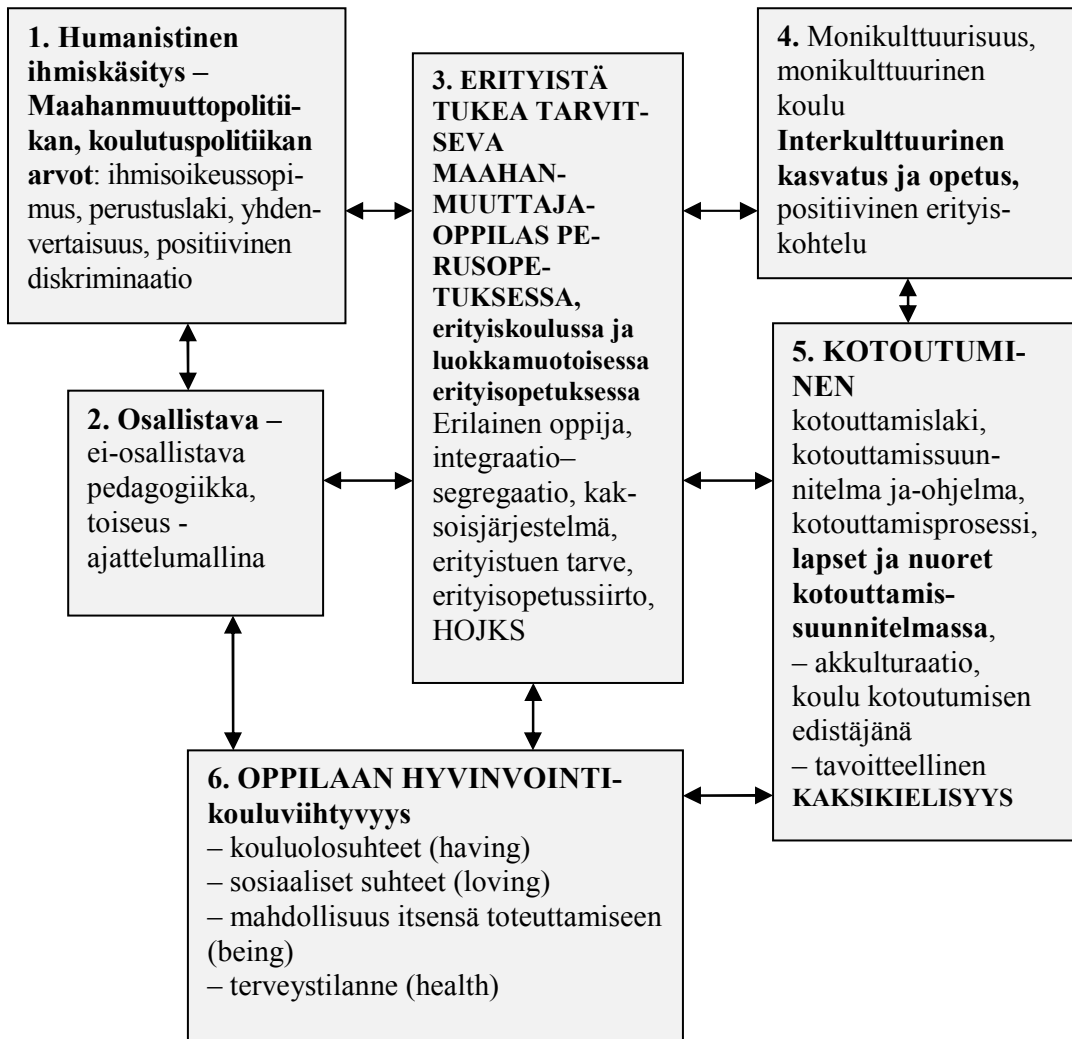 1. Humanistinen
ihmiskäsitys –
Maahanmuuttopolitii-
kan, koulutuspolitiikan
arvot: ihmisoikeussopi-
mus, perustuslaki, yhden-
vertaisuus, positiivinen
diskriminaatio
2. Osallistava –
ei-osallistava
pedagogiikka,
toiseus -
ajattelumallina
3. ERITYISTÄ
TUKEA TARVIT-
SEVA
MAAHAN-
MUUTTAJA-
OPPILAS PE-
RUSOPE-
TUKSESSA,
erityiskoulussa ja
luokkamuotoisessa
erityisopetuksessa
Erilainen oppija,
integraatio–
segregaatio, kak-
soisjärjestelmä,
erityistuen tarve,
erityisopetussiirto,
HOJKS
4. Monikulttuurisuus,
monikulttuurinen
koulu
Interkulttuurinen
kasvatus ja opetus,
positiivinen erityis-
kohtelu
5. KOTOUTUMI-
NEN
kotouttamislaki,
kotouttamissuun-
nitelma ja-ohjelma,
kotouttamisprosessi,
lapset ja nuoret
kotouttamis-
suunnitelmassa,
– akkulturaatio,
koulu kotoutumisen
edistäjänä
– tavoitteellinen
KAKSIKIELISYYS
6. OPPILAAN HYVINVOINTI-
kouluviihtyvyys
– kouluolosuhteet (having)
– sosiaaliset suhteet (loving)
– mahdollisuus itsensä toteuttamiseen
(being)
– terveystilanne (health)